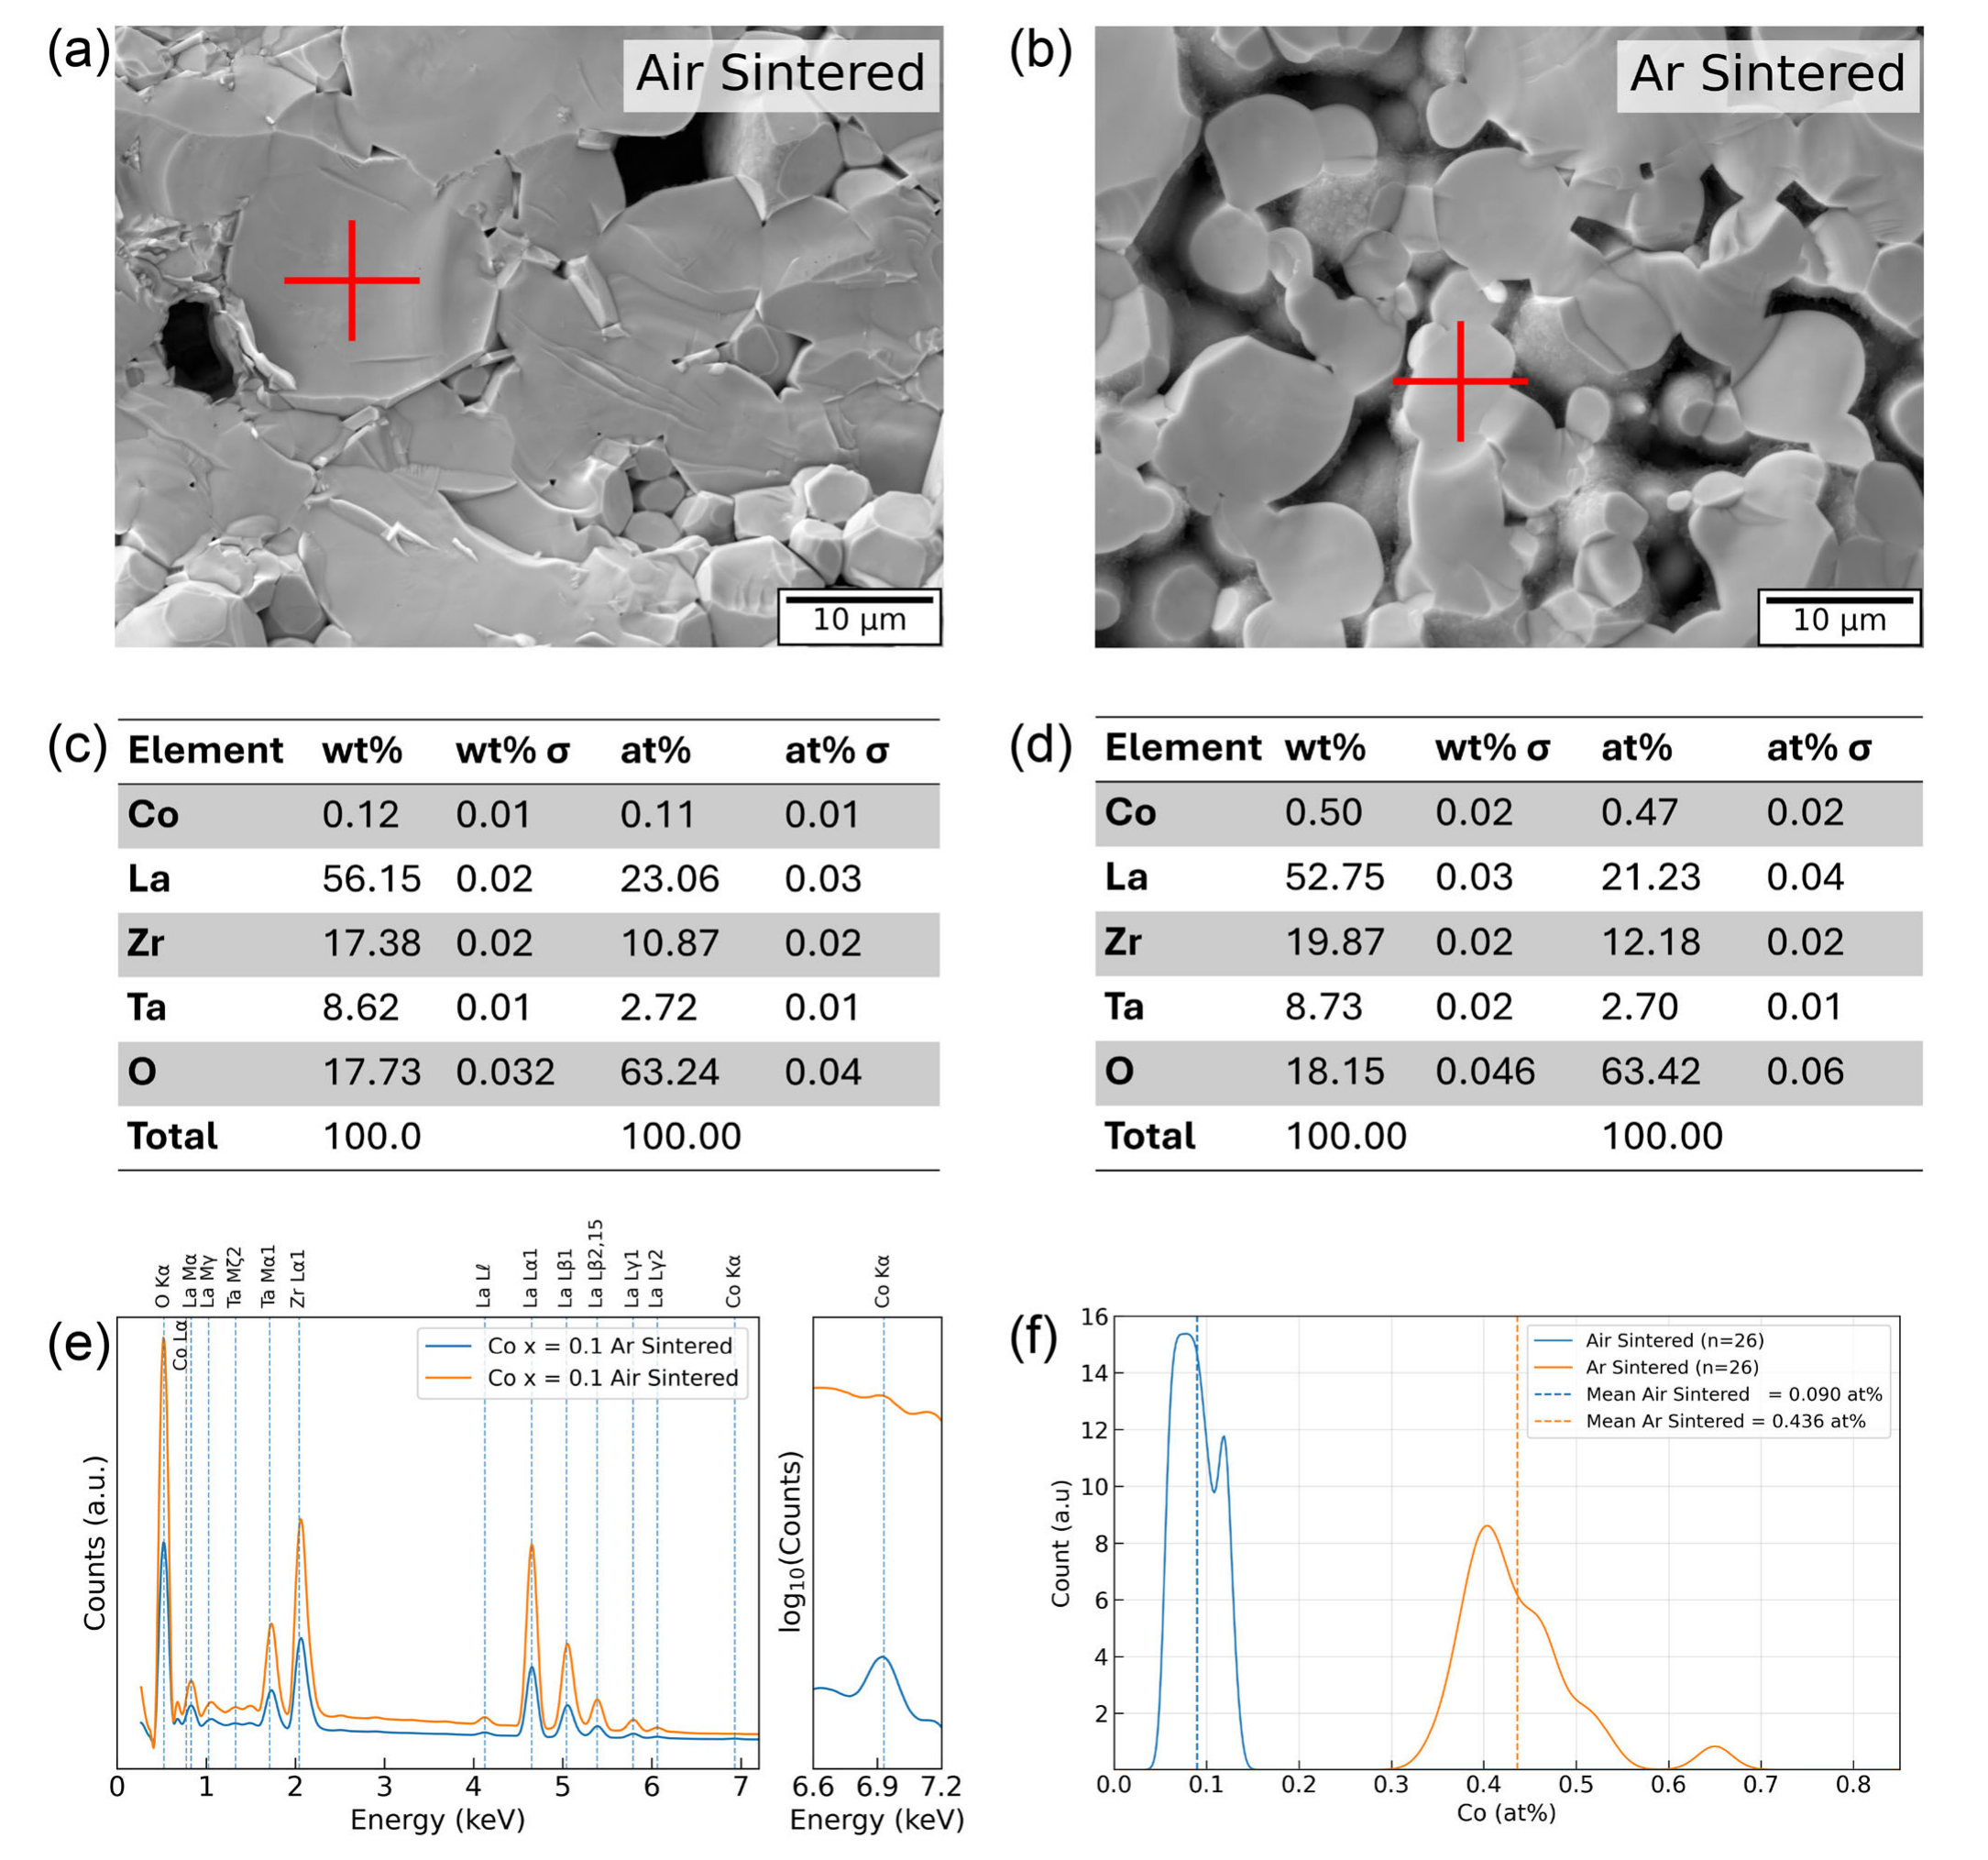 (a)
Air Sintered
10 µm
(b)
Ar Sintered
10 µm
(c)
Element wt% wt% σ at% at% σ
Co 0.12 0.01 0.11 0.01
La 56.15 0.02 23.06 0.03
Zr 17.38 0.02 10.87 0.02
Ta 8.62 0.01 2.72 0.01
O 17.73 0.032 63.24 0.04
Total 100.0 100.00
(d)
Element wt% wt% σ at% at% σ
Co 0.50 0.02 0.47 0.02
La 52.75 0.03 21.23 0.04
Zr 19.87 0.02 12.18 0.02
Ta 8.73 0.02 2.70 0.01
O 18.15 0.046 63.42 0.06
Total 100.00 100.00
(e)
O Kα
Co Lα
La Mα
La Mγ
Ta Mζ2
Ta Mα1
Zr Lα1
La Lℓ
La Lα1
La Lβ1
La Lβ2,15
La Lγ1
La Lγ2
Co Kα
Co x = 0.1 Ar Sintered
Co x = 0.1 Air Sintered
Counts (a.u.)
0 1 2 3 4 5 6 7
Energy (keV)
Co Kα
log10(Counts)
6.6 6.9 7.2
Energy (keV)
(f)
Air Sintered (n=26)
Ar Sintered (n=26)
Mean Air Sintered = 0.090 at%
Mean Ar Sintered = 0.436 at%
Count (a.u)
16
14
12
10
8
6
4
2
0.0 0.1 0.2 0.3 0.4 0.5 0.6 0.7 0.8
Co (at%)